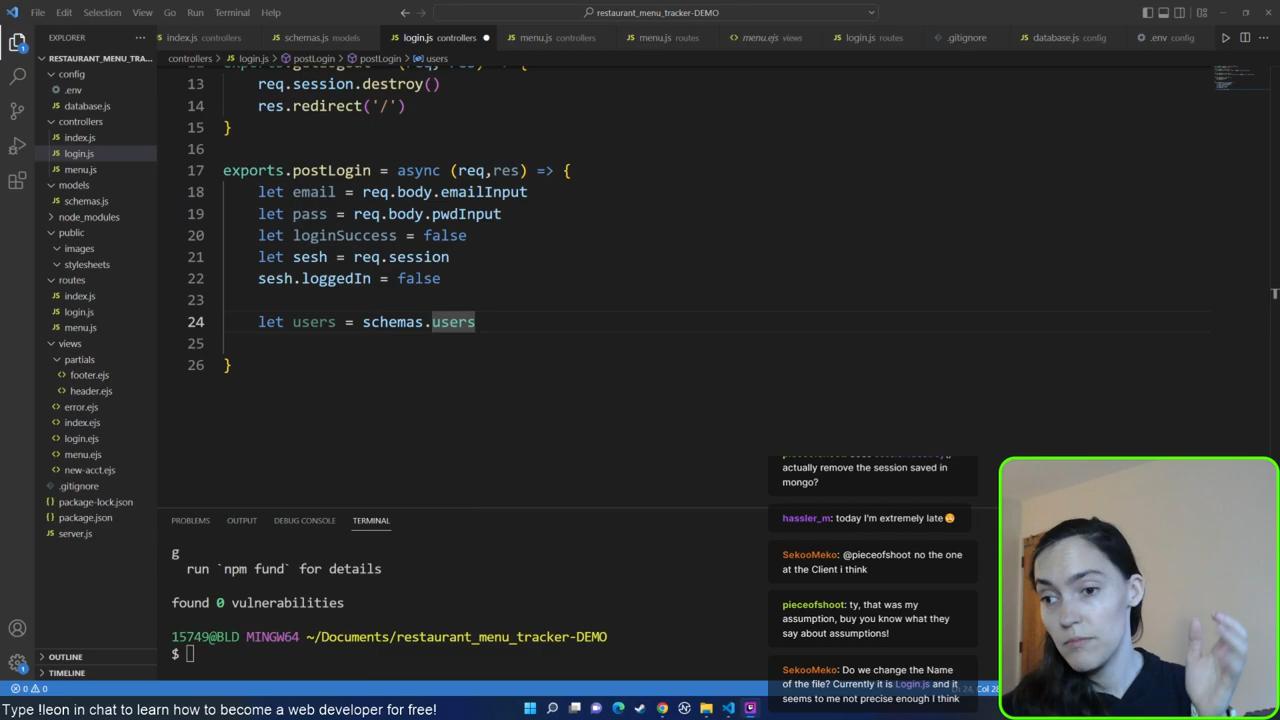 File Edit Selection View Go Run Terminal Help
restaurant_menu_tracker-DEMO
EXPLORER
index.js controllers
schemas.js models
login.js controllers
menu.js controllers
menu.js routes
menu.ejs views
login.js routes
.gitignore
database.js config
.env config
controllers > login.js > postLogin > postLogin > users
RESTAURANT_MENU_TRA...
config
.env
database.js
controllers
index.js
login.js
menu.js
models
schemas.js
node_modules
public
images
stylesheets
routes
index.js
login.js
menu.js
views
partials
footer.ejs
header.ejs
error.ejs
index.ejs
login.ejs
menu.ejs
new-acct.ejs
.gitignore
package-lock.json
package.json
server.js
OUTLINE
TIMELINE
13 req.session.destroy()
14 res.redirect('/')
15 }
16
17 exports.postLogin = async (req,res) => {
18 let email = req.body.emailInput
19 let pass = req.body.pwdInput
20 let loginSuccess = false
21 let sesh = req.session
22 sesh.loggedIn = false
23
24 let users = schemas.users
25
26 }
PROBLEMS OUTPUT DEBUG CONSOLE TERMINAL
g
run `npm fund` for details
found 0 vulnerabilities
15749@BLD MINGW64 ~/Documents/restaurant_menu_tracker-DEMO
$
actually remove the session saved in
mongo?
hassler_m: today I'm extremely late
SekooMeko: @pieceofshoot no the one
at the Client i think
pieceofshoot: ty, that was my
assumption, buy you know what they
say about assumptions!
SekooMeko: Do we change the Name
of the file? Currently it is Login.js and it
seems to me not precise enough I think
0 0
Ln 24, Col 28
Type !leon in chat to learn how to become a web developer for free!